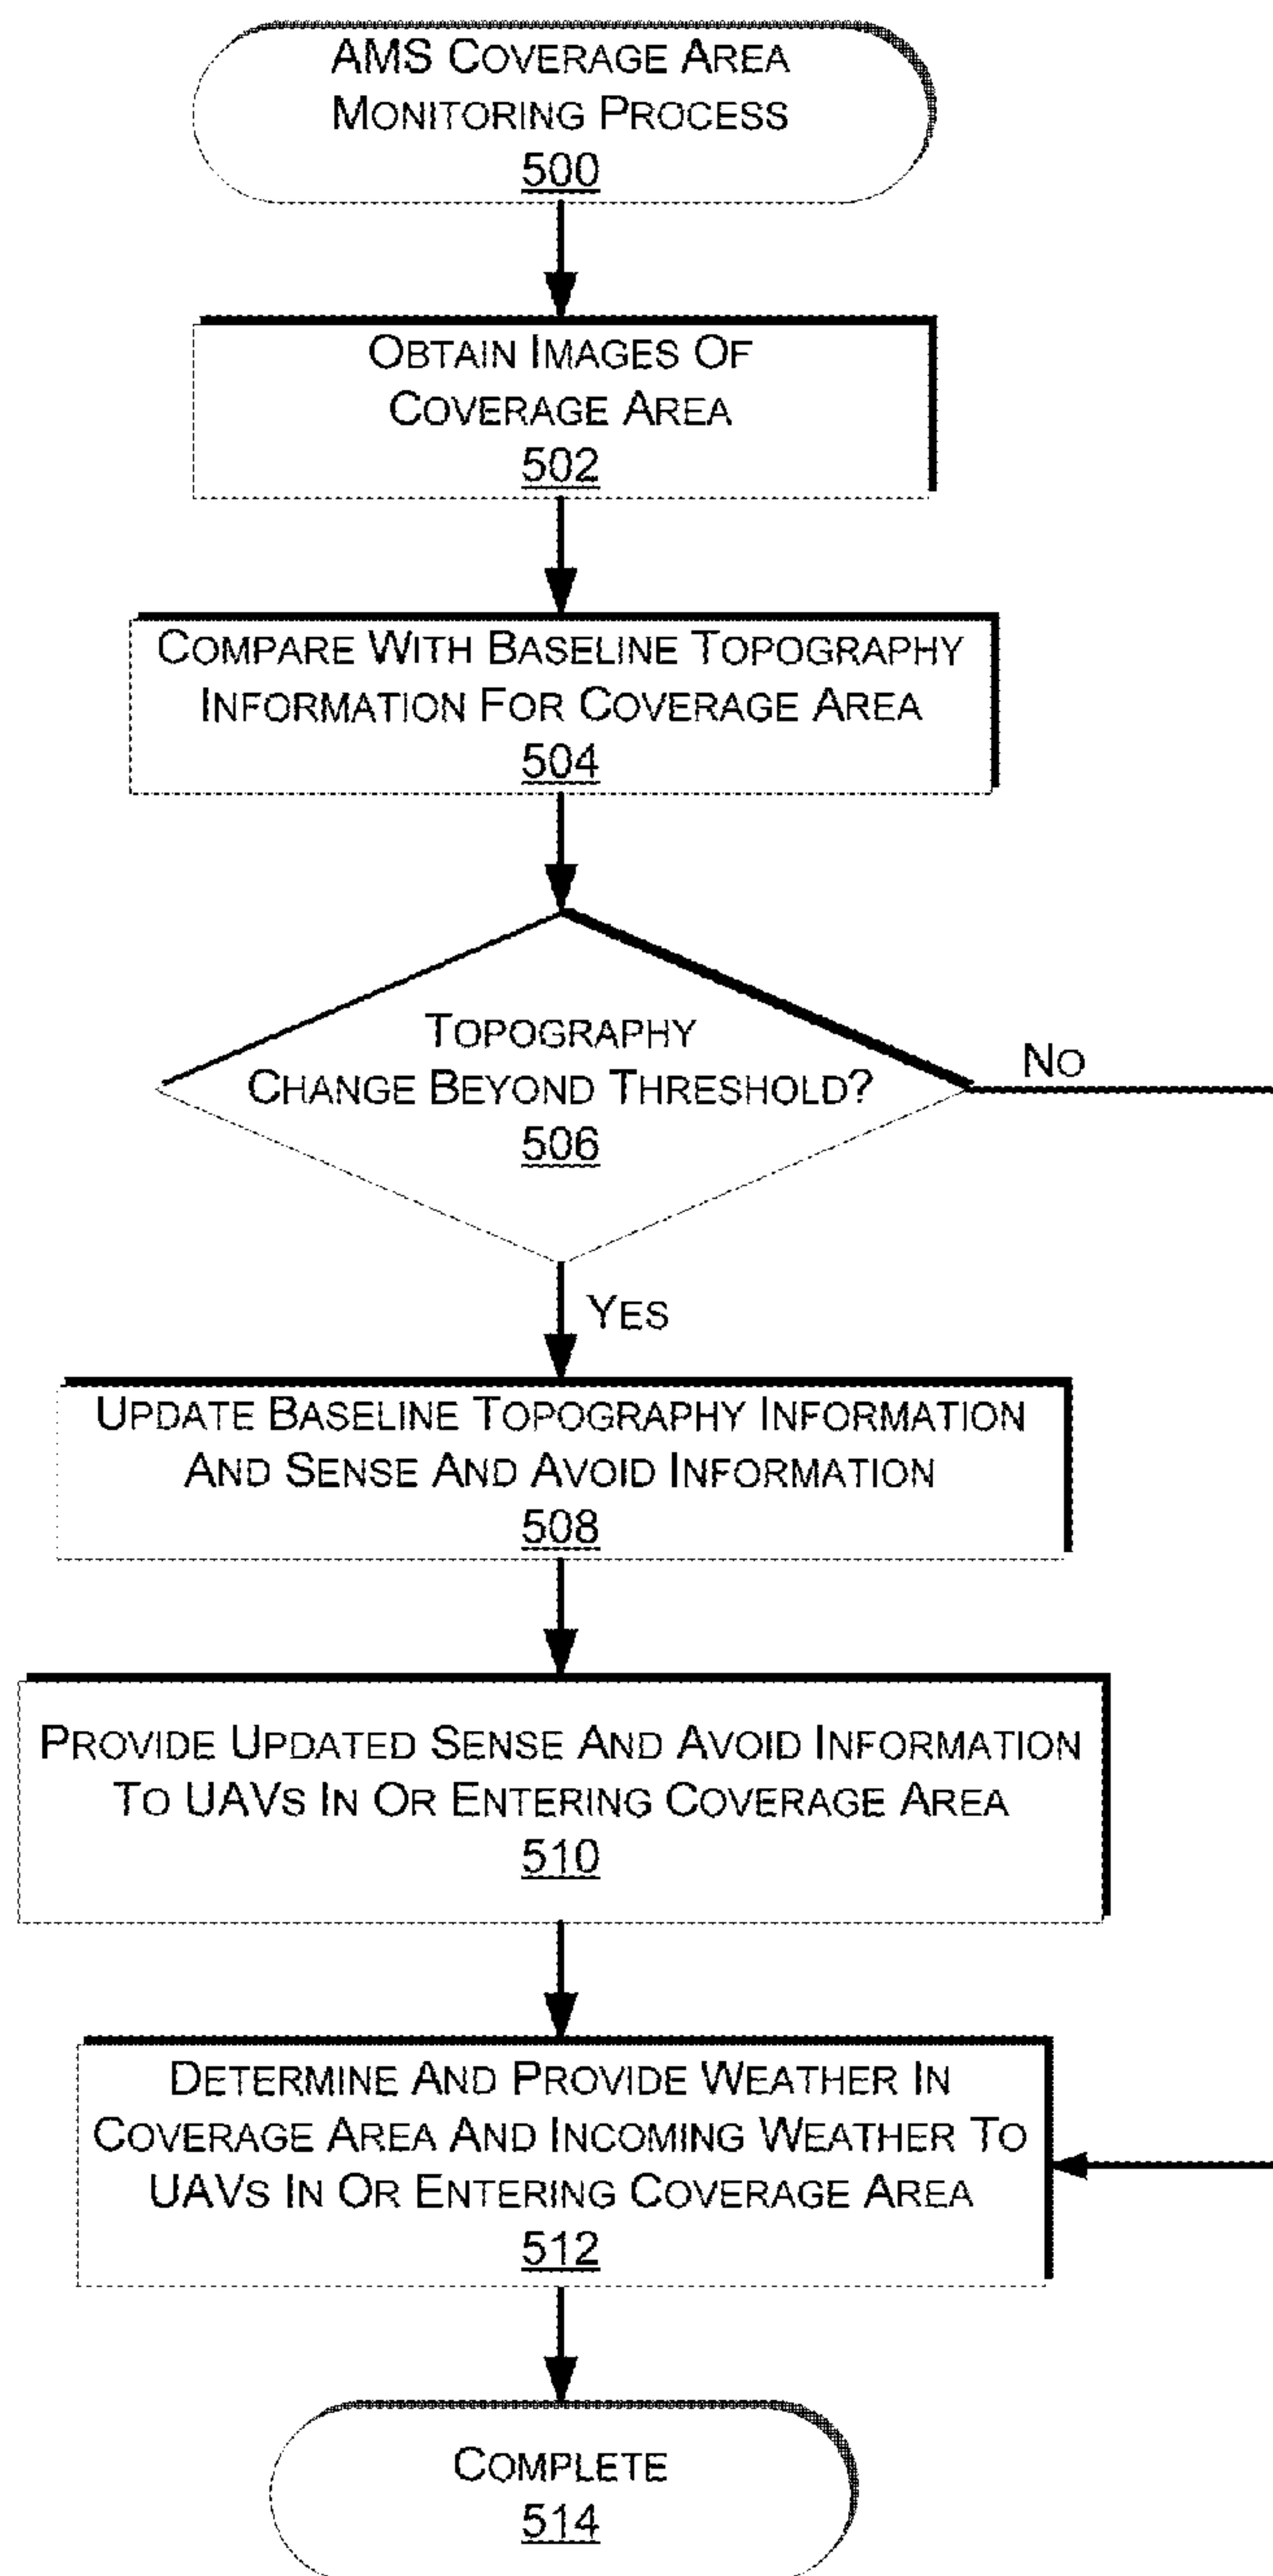 AMS COVERAGE AREA
MONITORING PROCESS
500
OBTAIN IMAGES OF
COVERAGE AREA
502
COMPARE WITH BASELINE TOPOGRAPHY
INFORMATION FOR COVERAGE AREA
504
TOPOGRAPHY
CHANGE BEYOND THRESHOLD?
506
NO
YES
UPDATE BASELINE TOPOGRAPHY INFORMATION
AND SENSE AND AVOID INFORMATION
508
PROVIDE UPDATED SENSE AND AVOID INFORMATION
TO UAVS IN OR ENTERING COVERAGE AREA
510
DETERMINE AND PROVIDE WEATHER IN
COVERAGE AREA AND INCOMING WEATHER TO
UAVS IN OR ENTERING COVERAGE AREA
512
COMPLETE
514